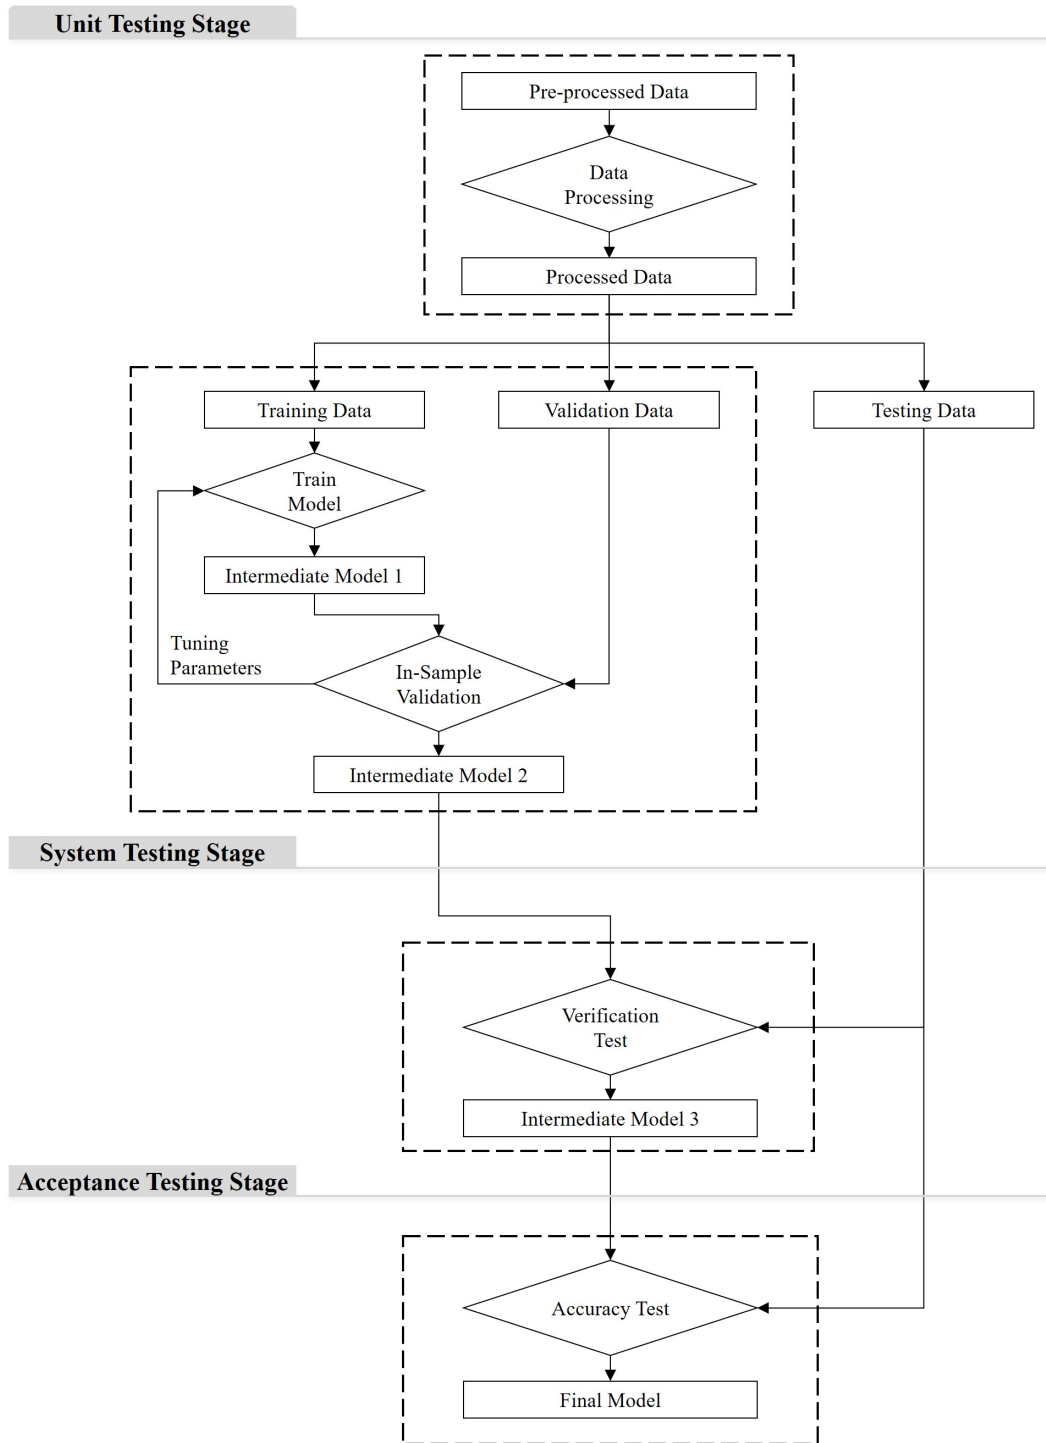 Unit Testing Stage
Pre-processed Data
Data
Processing
Processed Data
Training Data
Validation Data
Testing Data
Train
Model
Intermediate Model 1
Tuning
Parameters
In-Sample
Validation
Intermediate Model 2
System Testing Stage
Verification
Test
Intermediate Model 3
Acceptance Testing Stage
Accuracy Test
Final Model